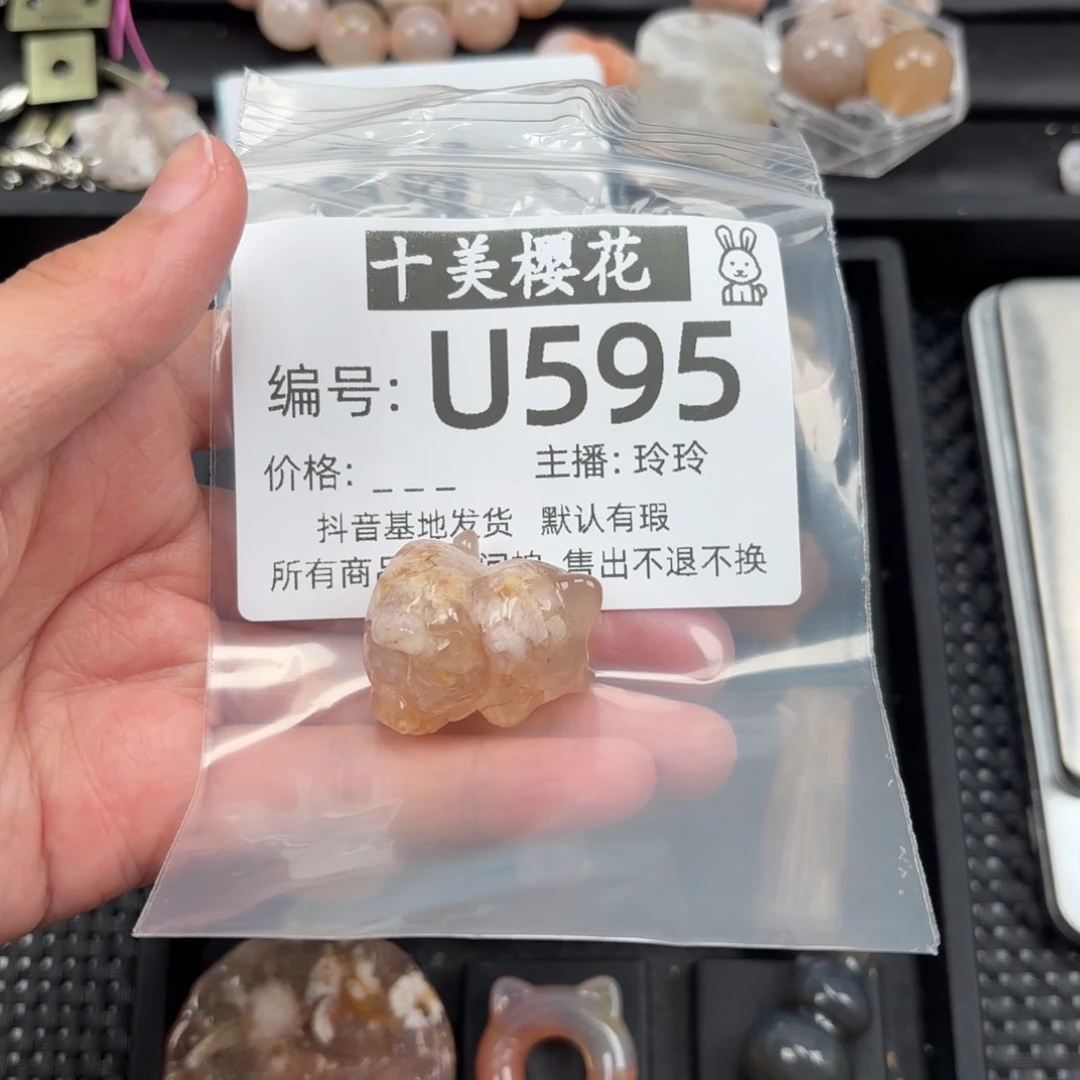 十美樱花
编号: U595
价格: _ _ _ 主播: 玲玲
抖音基地发货 默认有瑕
所有商 售出不退不换